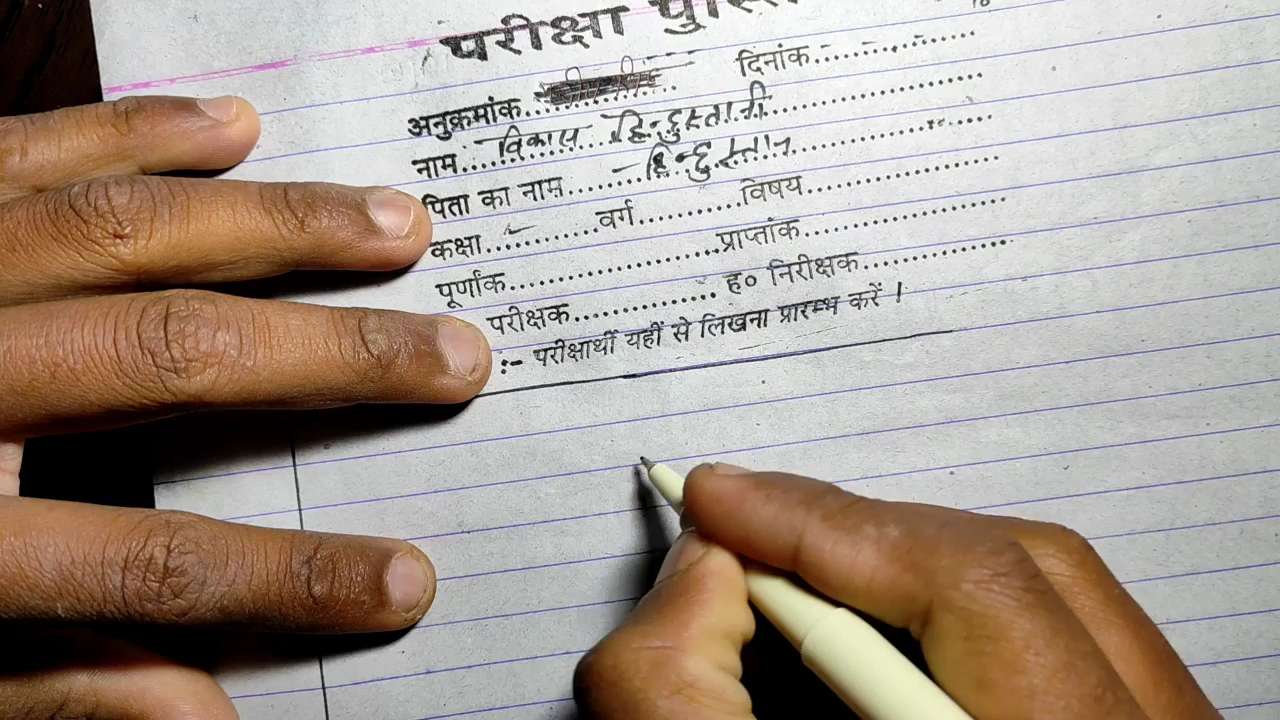 परीक्षा
अनुक्रमांक.................... दिनांक....................
नाम.....विकास हिन्दुस्तानी....................
पिता का नाम.......हिन्दुस्तान....................
कक्षा............वर्ग...........विषय....................
पूर्णांक....................प्राप्तांक....................
परीक्षक............... ह० निरीक्षक...............
:- परीक्षार्थी यहीं से लिखना प्रारम्भ करें ।